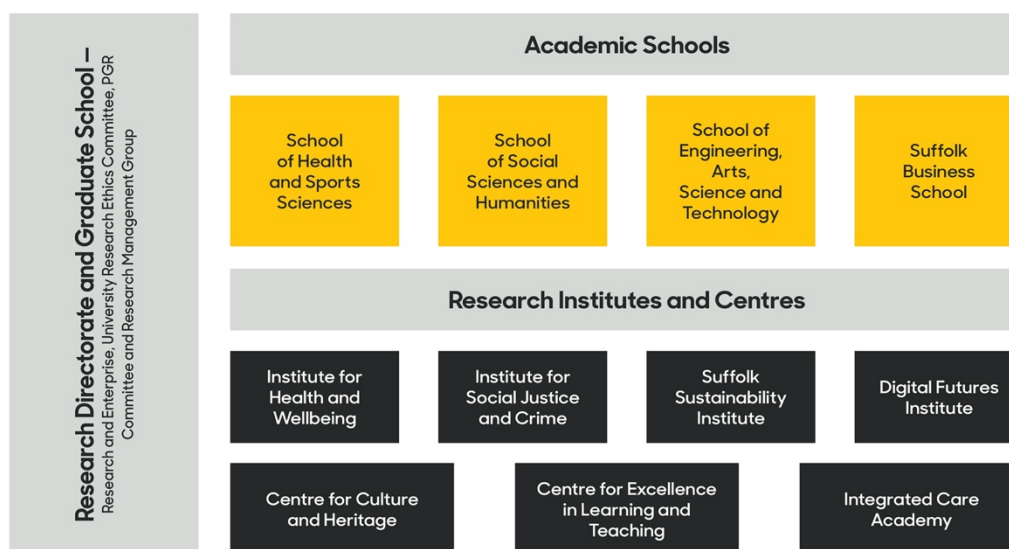 Research Directorate and Graduate School –
Research and Enterprise, University Research Ethics Committee, PGR
Committee and Research Management Group
Academic Schools
School
of Health
and Sports
Sciences
School
of Social
Sciences and
Humanities
School of
Engineering,
Arts,
Science and
Technology
Suffolk
Business
School
Research Institutes and Centres
Institute for
Health and
Wellbeing
Institute for
Social Justice
and Crime
Suffolk
Sustainability
Institute
Digital Futures
Institute
Centre for Culture
and Heritage
Centre for Excellence
in Learning and
Teaching
Integrated Care
Academy